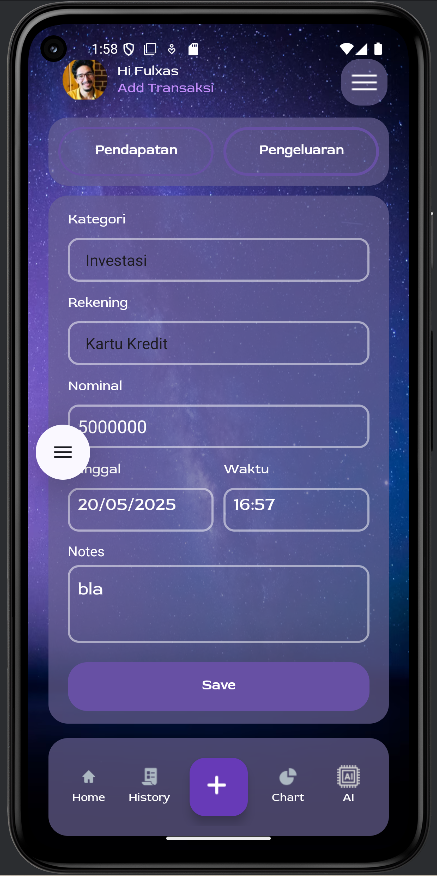 1:58
Hi Fulxas
Add Transaksi
Pendapatan Pengeluaran
Kategori
Investasi
Rekening
Kartu Kredit
Nominal
5000000
nggal Waktu
20/05/2025 16:57
Notes
bla
Save
+
Home History Chart AI
AI